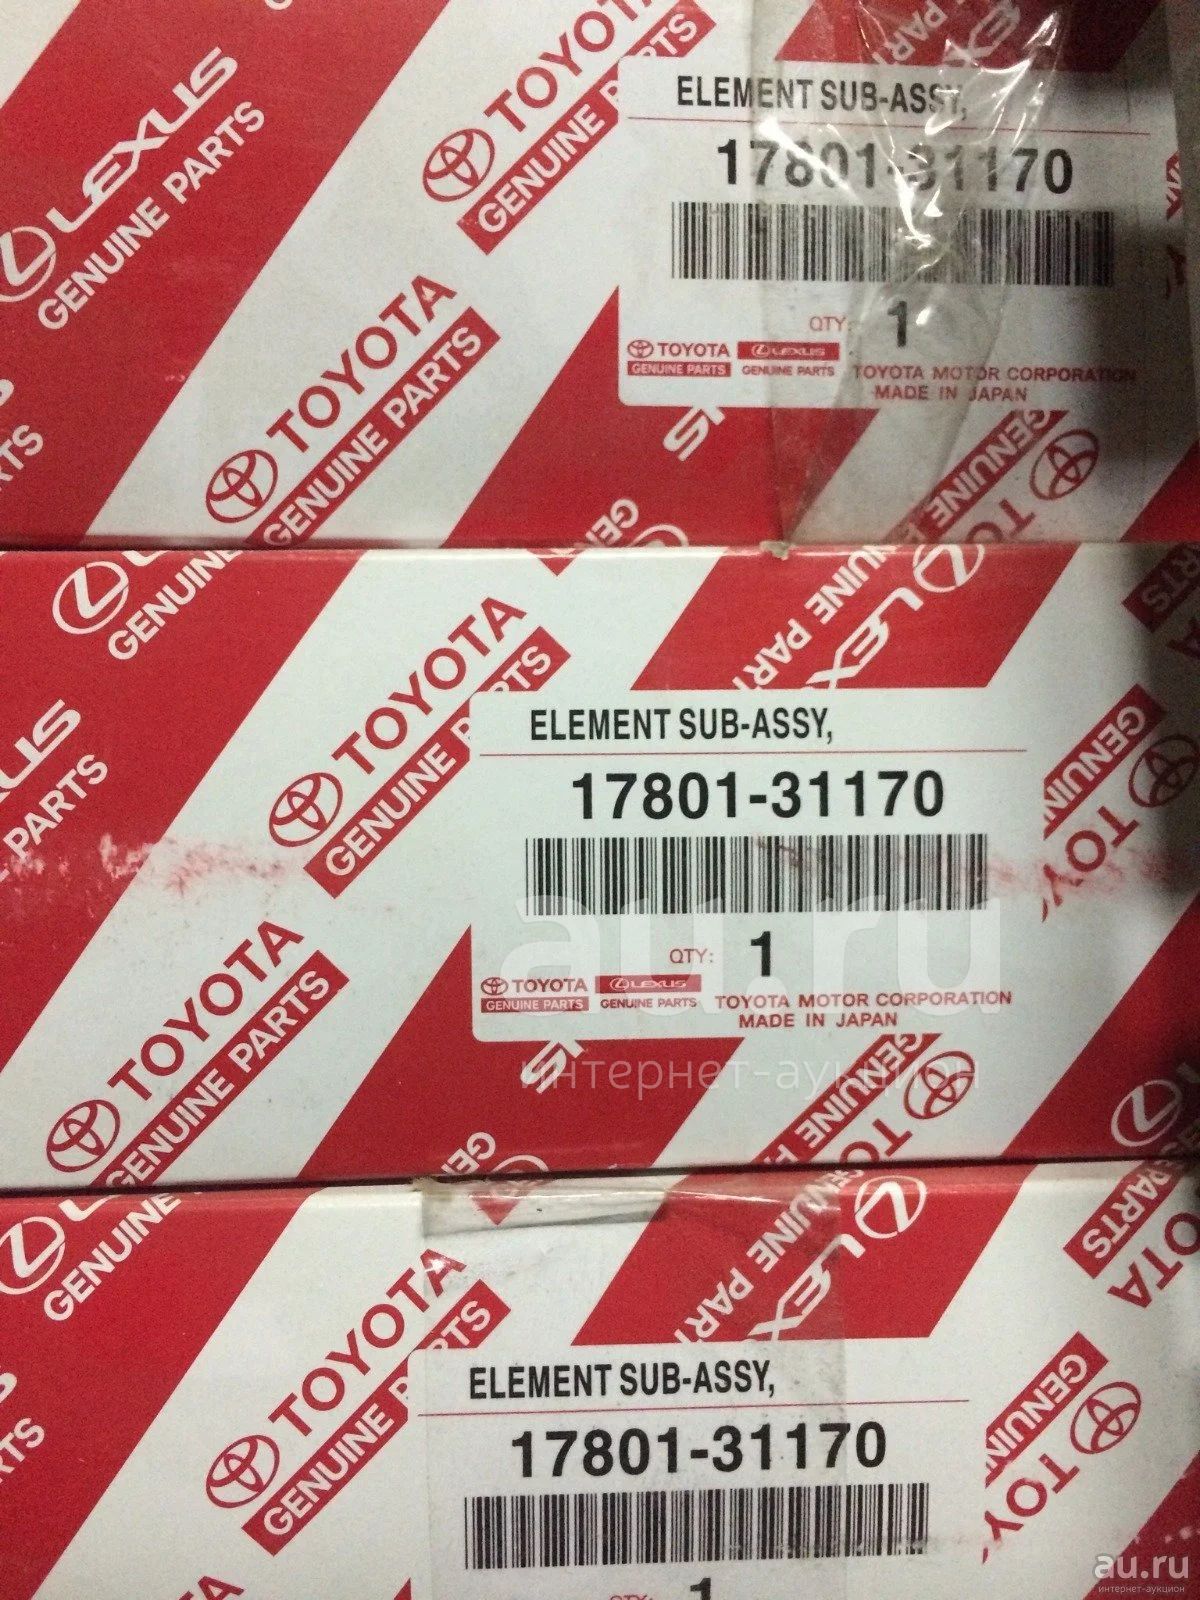 LEXUS
GENUINE PARTS
TOYOTA
GENUINE PARTS
TOYOTA
GENUINE PARTS
ELEMENT SUB-ASSY,
17801-31170
QTY: 1
TOYOTA
GENUINE PARTS
LEXUS
GENUINE PARTS
TOYOTA MOTOR CORPORATION
MADE IN JAPAN
GENUINE
TOYOTA
GENUINE PARTS
LEXUS
PARTS
TOYOTA
GENUINE PARTS
ELEMENT SUB-ASSY,
17801-31170
QTY: 1
TOYOTA
GENUINE PARTS
LEXUS
GENUINE PARTS
TOYOTA MOTOR CORPORATION
MADE IN JAPAN
au.ru
интернет-аукцион
GENUINE
TOYOTA
GENUINE PARTS
ELEMENT SUB-ASSY,
17801-31170
QTY: 1
au.ru
интернет-аукцион